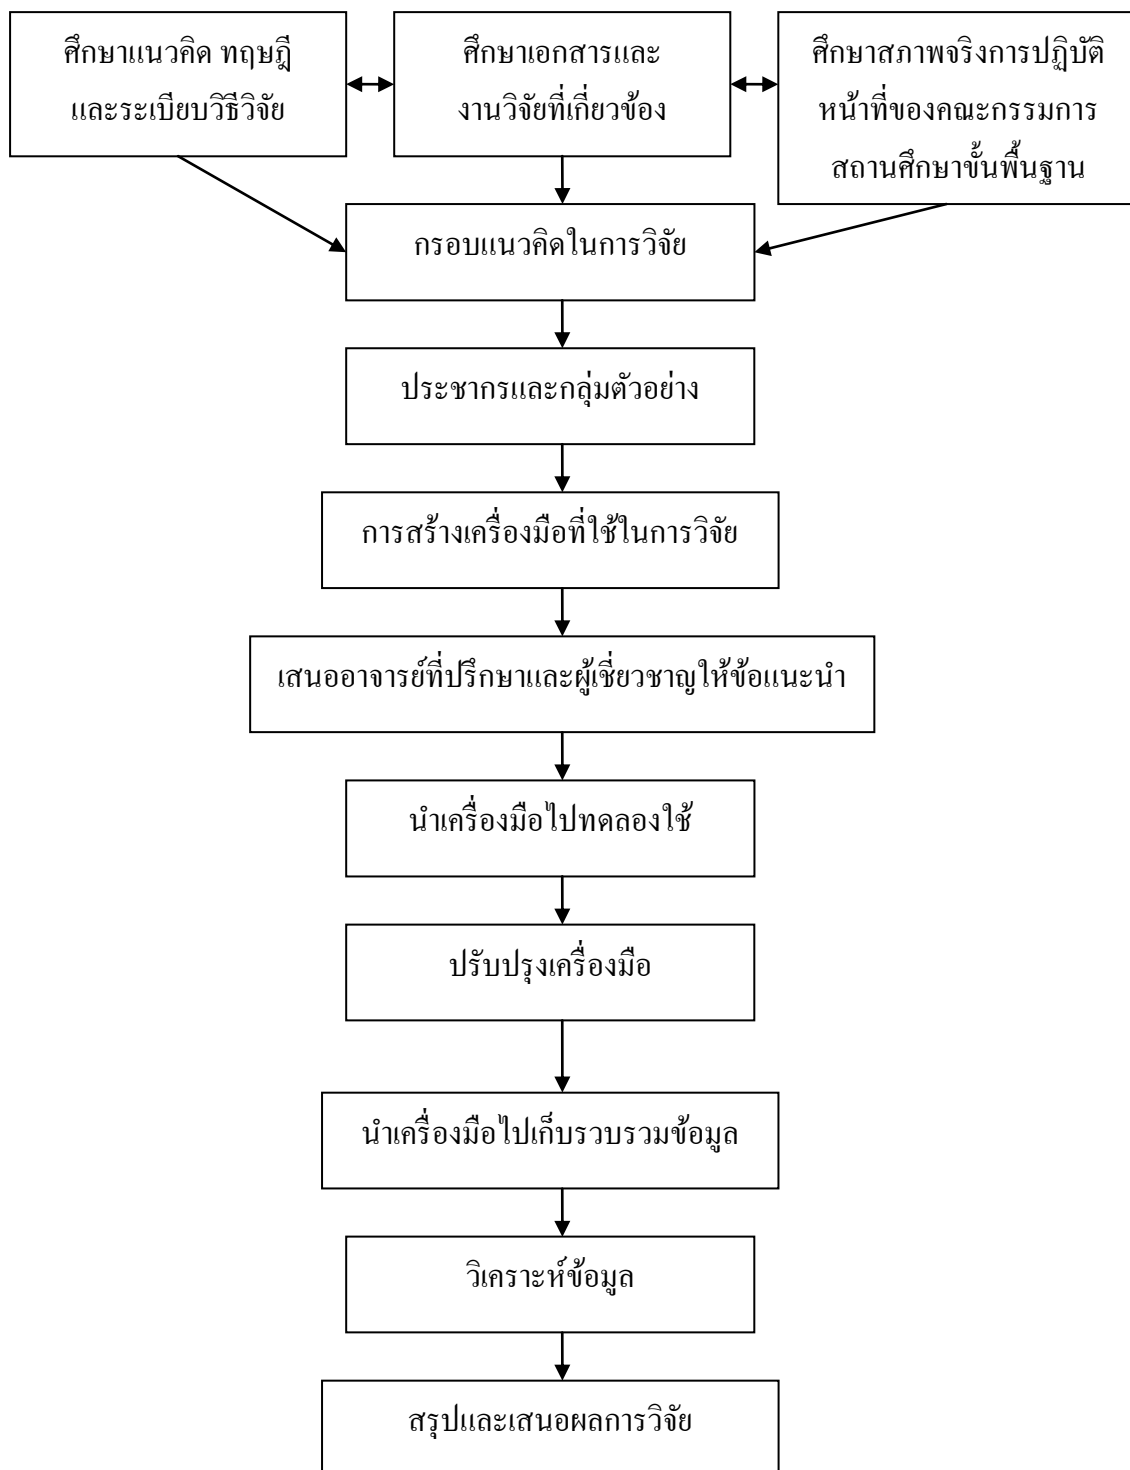 ศึกษาแนวคิด ทฤษฎี
และระเบียบวิธีวิจัย
ศึกษาเอกสารและ
งานวิจัยที่เกี่ยวข้อง
ศึกษาสภาพจริงการปฏิบัติ
หน้าที่ของคณะกรรมการ
สถานศึกษาขั้นพื้นฐาน
กรอบแนวคิดในการวิจัย
ประชากรและกลุ่มตัวอย่าง
การสร้างเครื่องมือที่ใช้ในการวิจัย
เสนออาจารย์ที่ปรึกษาและผู้เชี่ยวชาญให้ข้อแนะนำ
นำเครื่องมือไปทดลองใช้
ปรับปรุงเครื่องมือ
นำเครื่องมือไปเก็บรวบรวมข้อมูล
วิเคราะห์ข้อมูล
สรุปและเสนอผลการวิจัย